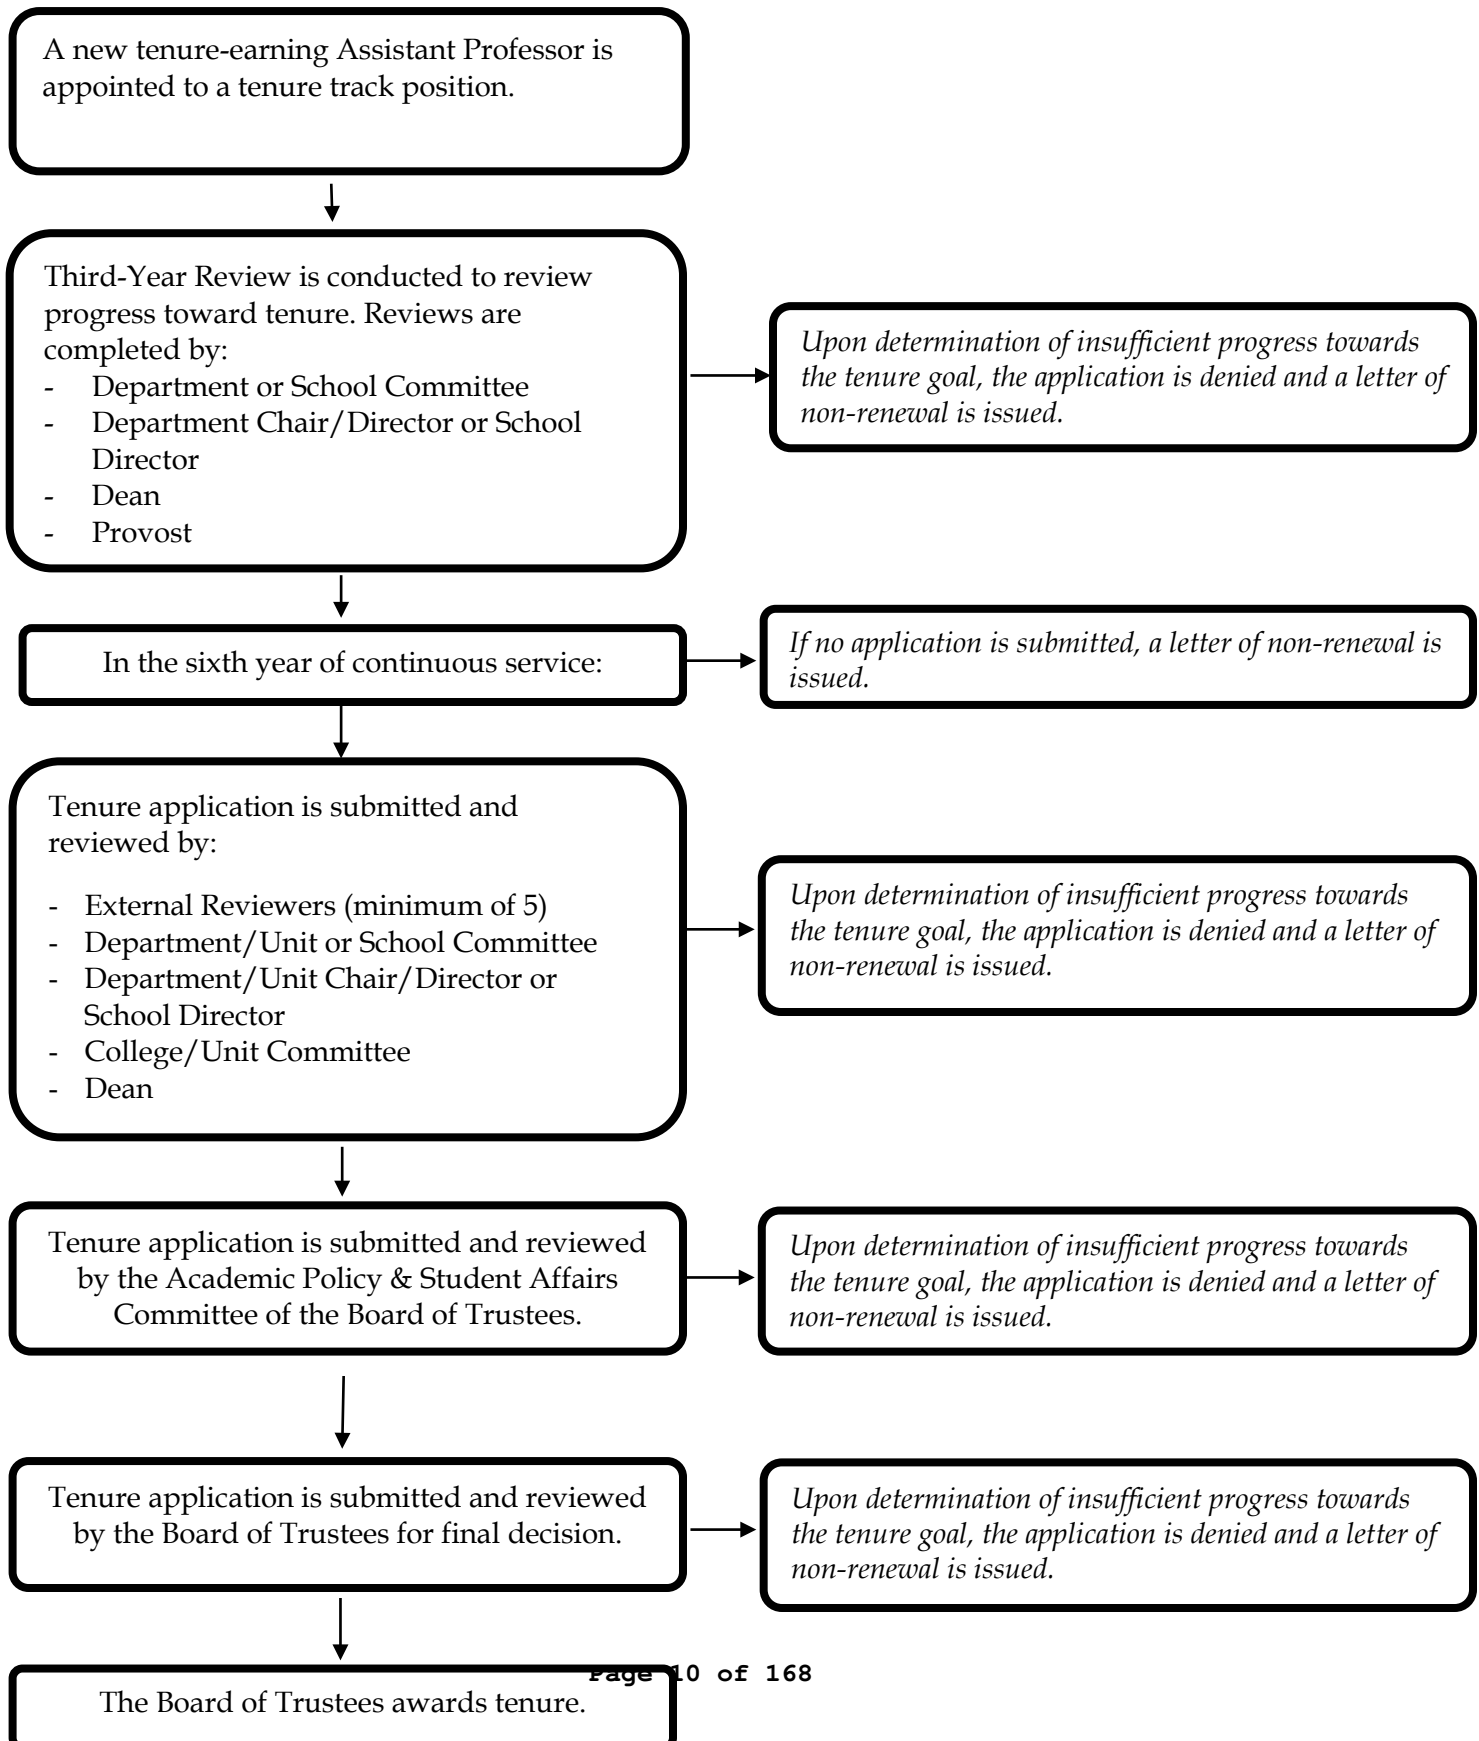 A new tenure-earning Assistant Professor is
appointed to a tenure track position.
Third-Year Review is conducted to review
progress toward tenure. Reviews are
completed by:
- Department or School Committee
- Department Chair/Director or School
Director
- Dean
- Provost
Upon determination of insufficient progress towards
the tenure goal, the application is denied and a letter of
non-renewal is issued.
In the sixth year of continuous service:
If no application is submitted, a letter of non-renewal is
issued.
Tenure application is submitted and
reviewed by:
- External Reviewers (minimum of 5)
- Department/Unit or School Committee
- Department/Unit Chair/Director or
School Director
- College/Unit Committee
- Dean
Upon determination of insufficient progress towards
the tenure goal, the application is denied and a letter of
non-renewal is issued.
Tenure application is submitted and reviewed
by the Academic Policy & Student Affairs
Committee of the Board of Trustees.
Upon determination of insufficient progress towards
the tenure goal, the application is denied and a letter of
non-renewal is issued.
Tenure application is submitted and reviewed
by the Board of Trustees for final decision.
Upon determination of insufficient progress towards
the tenure goal, the application is denied and a letter of
non-renewal is issued.
Page 10 of 168
The Board of Trustees awards tenure.